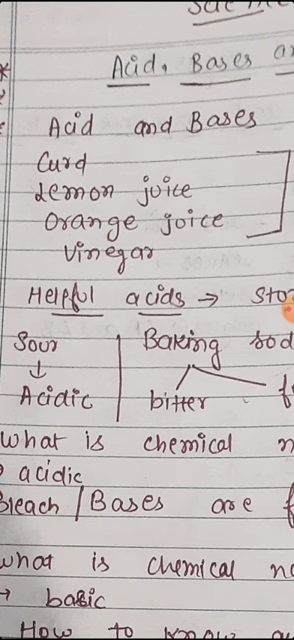 Acid, Bases
Acid and Bases
Curd
Lemon juice
Orange juice
Vinegar
Helpful acids →
Sour
↓
Acidic
Baking
bitter
What is chemical
acidic
Bleach / Bases are
what is chemical
→ basic
How to know